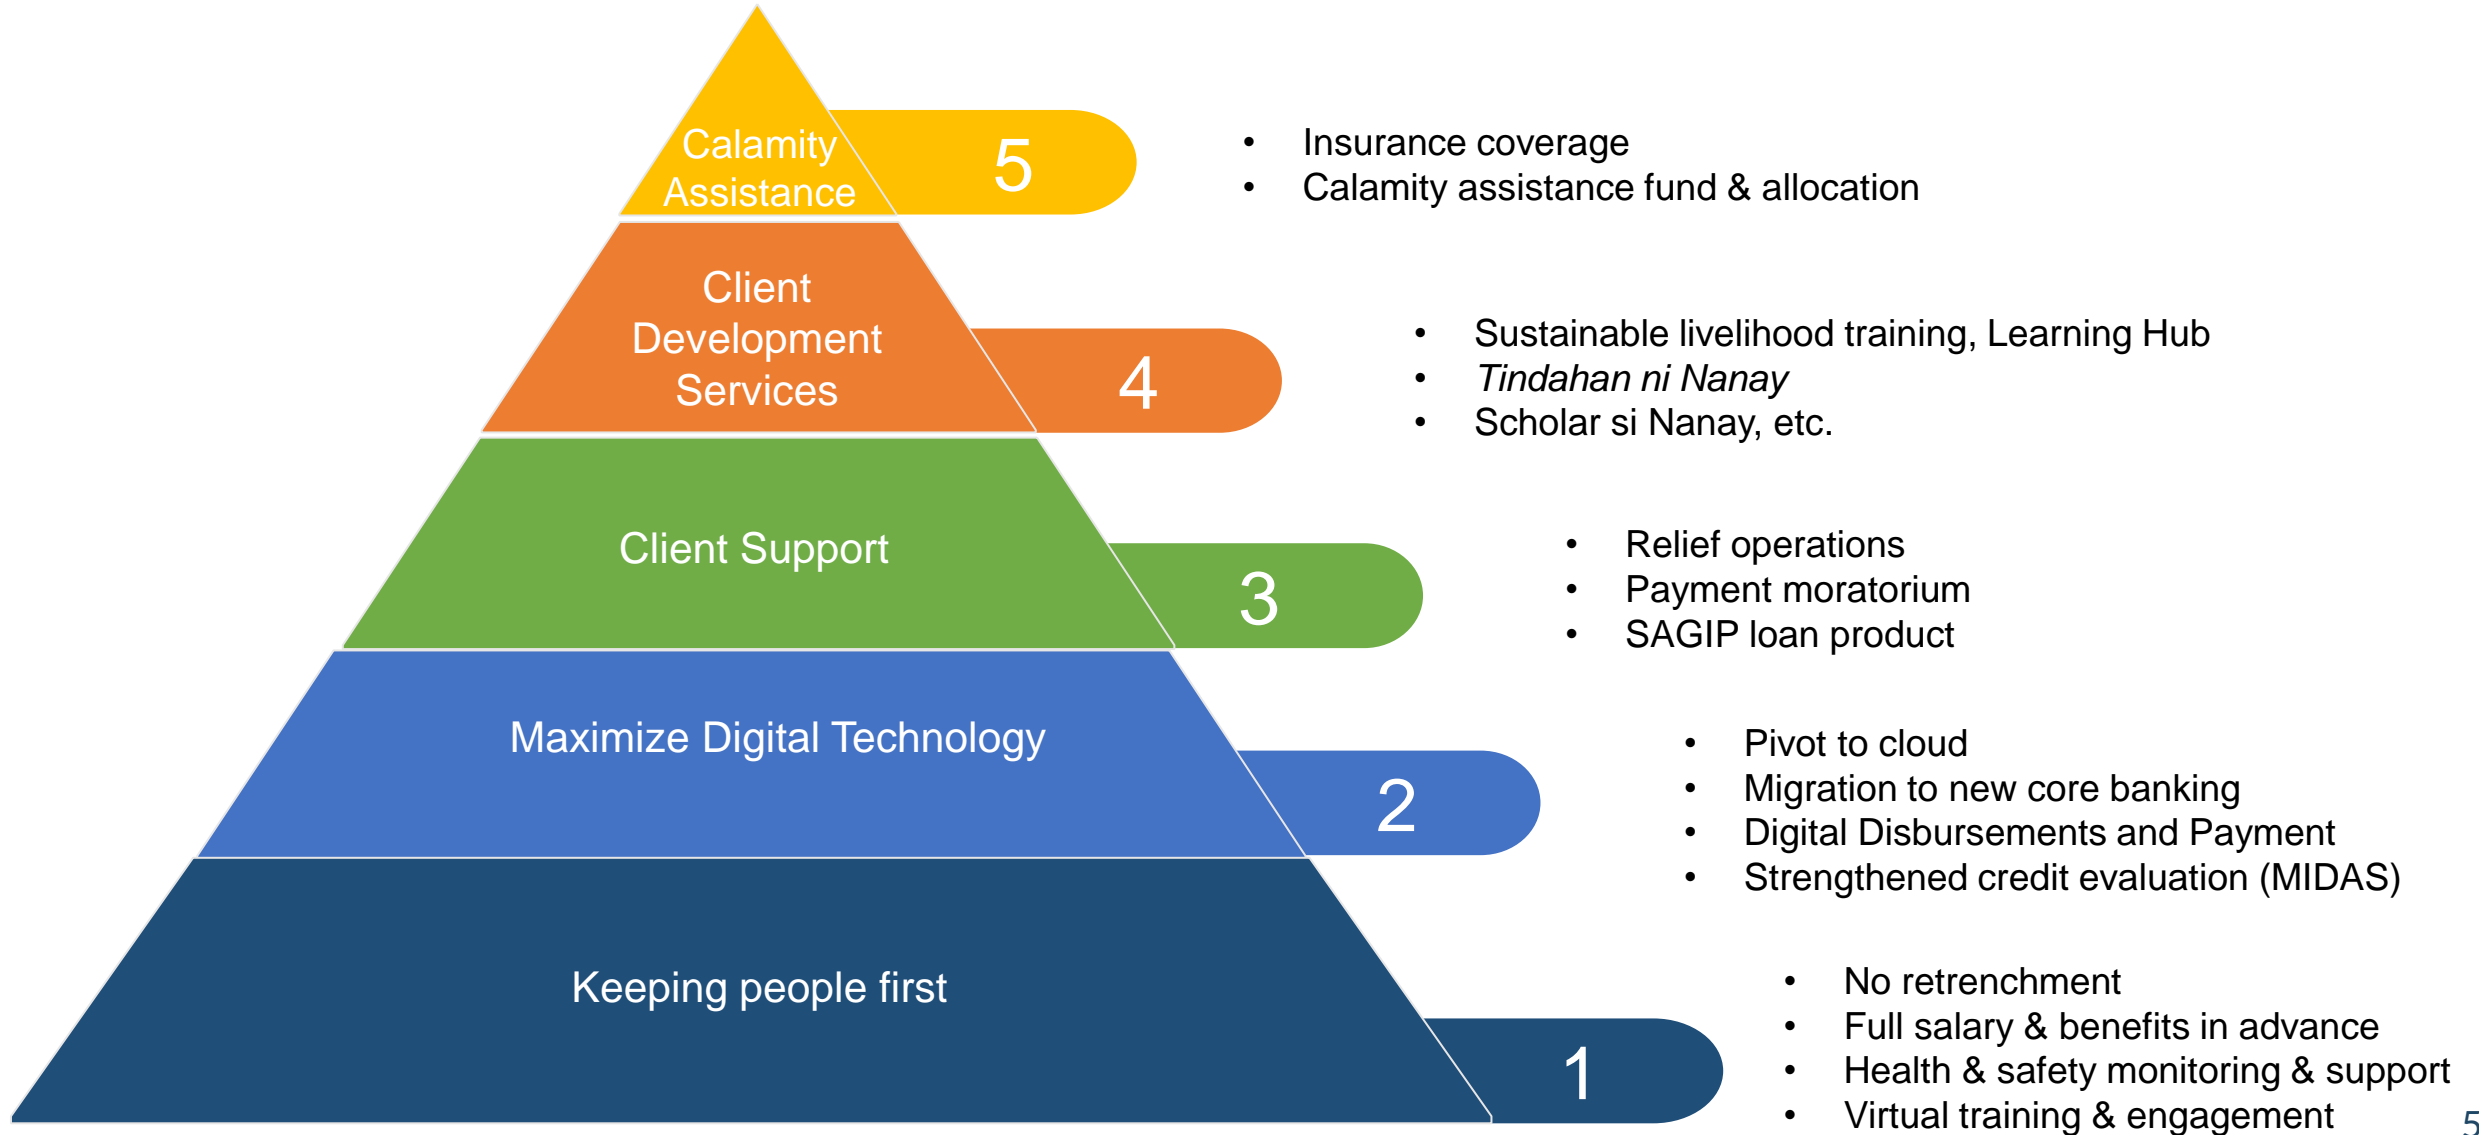 Calamity
Assistance
5
• Insurance coverage
• Calamity assistance fund & allocation
Client
Development
Services
4
• Sustainable livelihood training, Learning Hub
• Tindahan ni Nanay
• Scholar si Nanay, etc.
Client Support
3
• Relief operations
• Payment moratorium
• SAGIP loan product
Maximize Digital Technology
2
• Pivot to cloud
• Migration to new core banking
• Digital Disbursements and Payment
• Strengthened credit evaluation (MIDAS)
Keeping people first
1
• No retrenchment
• Full salary & benefits in advance
• Health & safety monitoring & support
• Virtual training & engagement
5